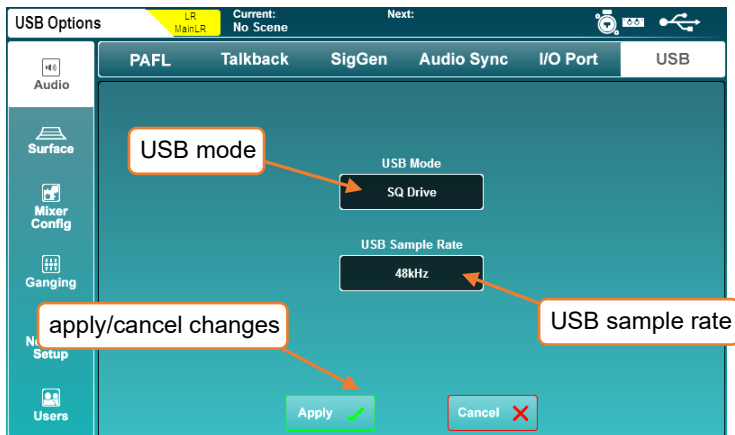 USB Options
LR
MainLR
Current:
No Scene
Next:
Audio
PAFL
Talkback
SigGen
Audio Sync
I/O Port
USB
Surface
Mixer
Config
Ganging
Setup
Users
USB mode
USB Mode
SQ Drive
USB Sample Rate
48kHz
USB sample rate
apply/cancel changes
Apply
Cancel